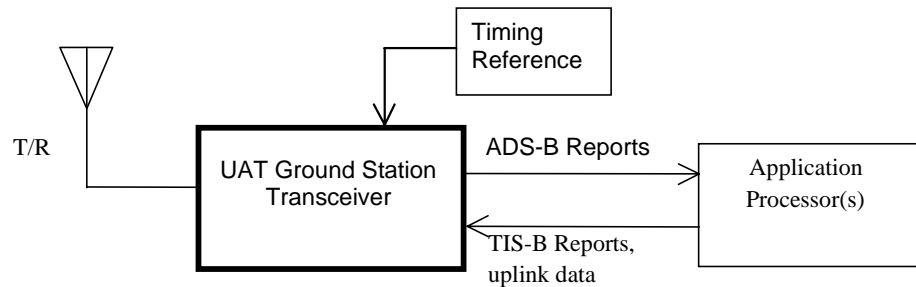 Timing
Reference
T/R
UAT Ground Station
Transceiver
ADS-B Reports
Application
Processor(s)
TIS-B Reports,
uplink data